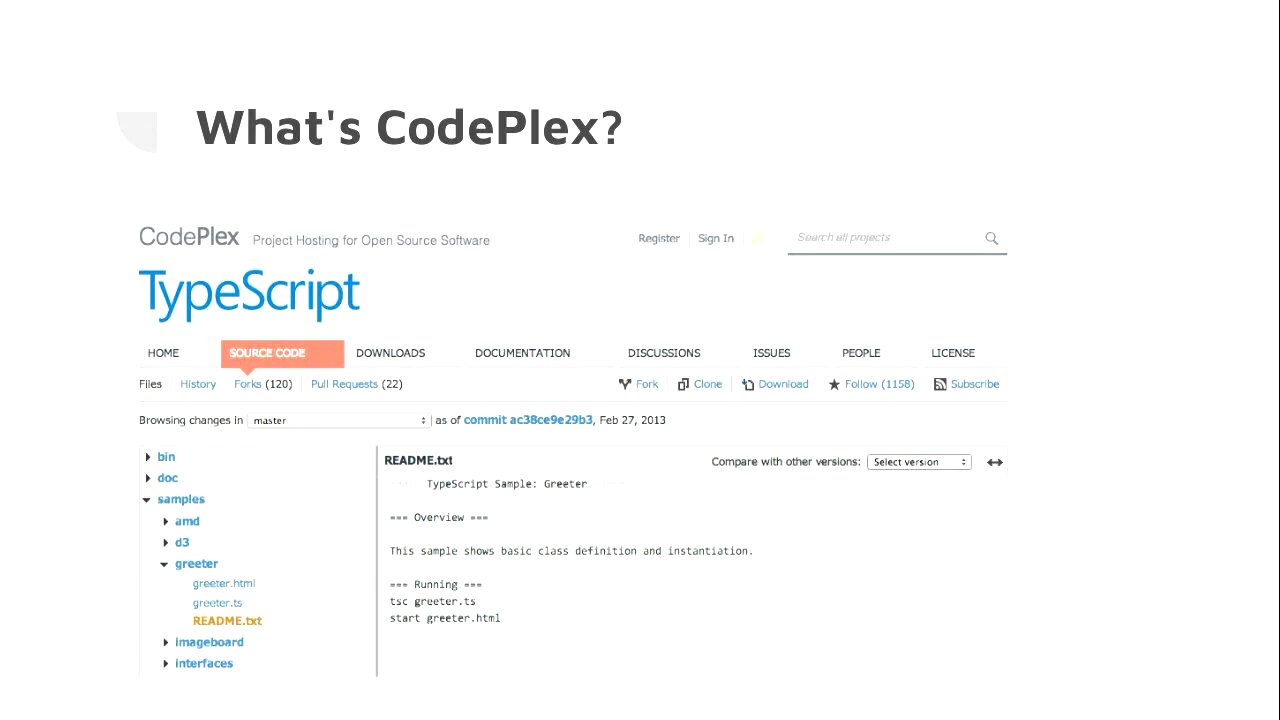 What's CodePlex?
CodePlex Project Hosting for Open Source Software Register Sign In Search all projects
TypeScript
HOME SOURCE CODE DOWNLOADS DOCUMENTATION DISCUSSIONS ISSUES PEOPLE LICENSE
Files History Forks (120) Pull Requests (22) Fork Clone Download Follow (1158) Subscribe
Browsing changes in master as of commit ac38ce9e29b3, Feb 27, 2013
bin
doc
samples
amd
d3
greeter
greeter.html
greeter.ts
README.txt
imageboard
interfaces
README.txt Compare with other versions: Select version
TypeScript Sample: Greeter
=== Overview ===
This sample shows basic class definition and instantiation.
=== Running ===
tsc greeter.ts
start greeter.html